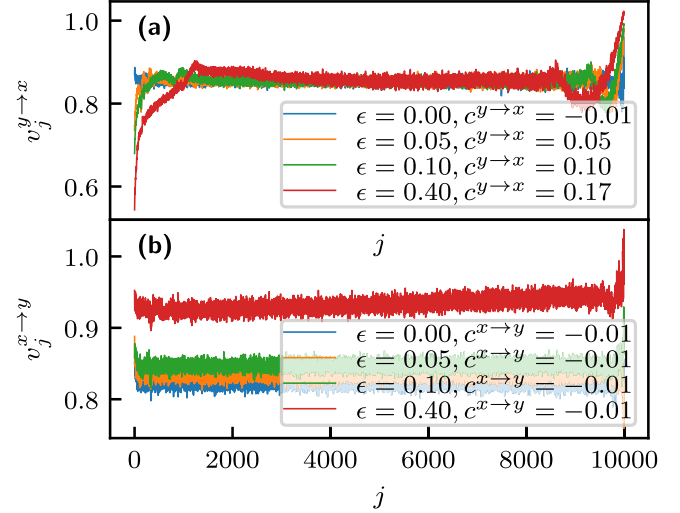 (a)
1.0
0.8
0.6
v_j^{y→x}
ϵ = 0.00, c^{y→x} = −0.01
ϵ = 0.05, c^{y→x} = 0.05
ϵ = 0.10, c^{y→x} = 0.10
ϵ = 0.40, c^{y→x} = 0.17
j
(b)
1.0
0.9
0.8
v_j^{x→y}
ϵ = 0.00, c^{x→y} = −0.01
ϵ = 0.05, c^{x→y} = −0.01
ϵ = 0.10, c^{x→y} = −0.01
ϵ = 0.40, c^{x→y} = −0.01
0 2000 4000 6000 8000 10000
j